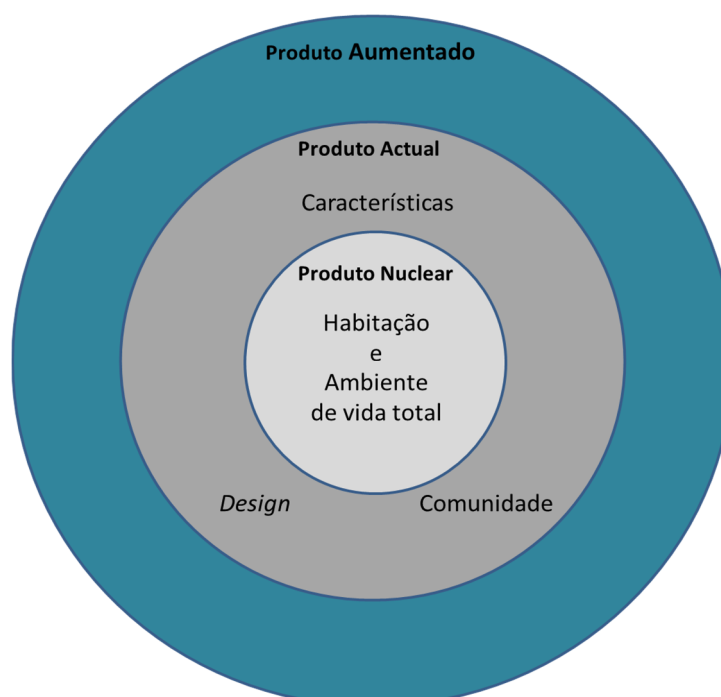 Produto Aumentado
Produto Actual
Características
Produto Nuclear
Habitação
e
Ambiente
de vida total
Design
Comunidade